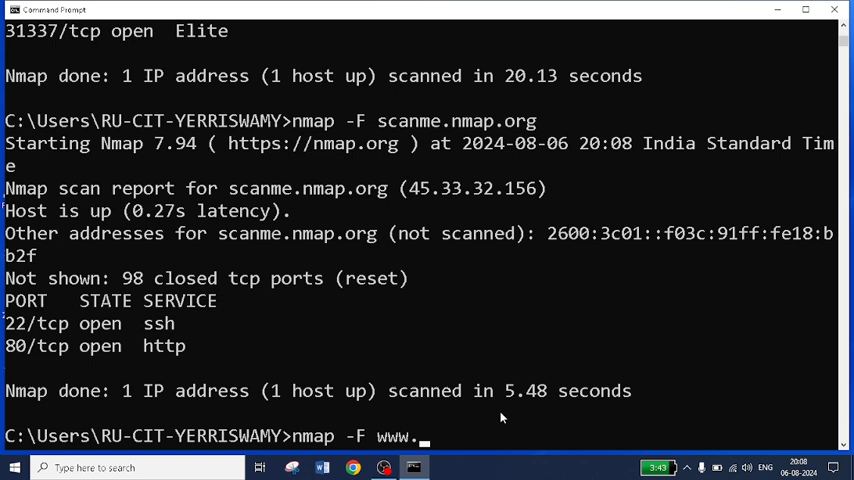 Command Prompt
31337/tcp open  Elite
Nmap done: 1 IP address (1 host up) scanned in 20.13 seconds
C:\Users\RU-CIT-YERRISWAMY>nmap -F scanme.nmap.org
Starting Nmap 7.94 ( https://nmap.org ) at 2024-08-06 20:08 India Standard Tim
e
Nmap scan report for scanme.nmap.org (45.33.32.156)
Host is up (0.27s latency).
Other addresses for scanme.nmap.org (not scanned): 2600:3c01::f03c:91ff:fe18:b
b2f
Not shown: 98 closed tcp ports (reset)
PORT   STATE SERVICE
22/tcp open  ssh
80/tcp open  http
Nmap done: 1 IP address (1 host up) scanned in 5.48 seconds
C:\Users\RU-CIT-YERRISWAMY>nmap -F www.
Type here to search
3:43
ENG
20:08
06-08-2024